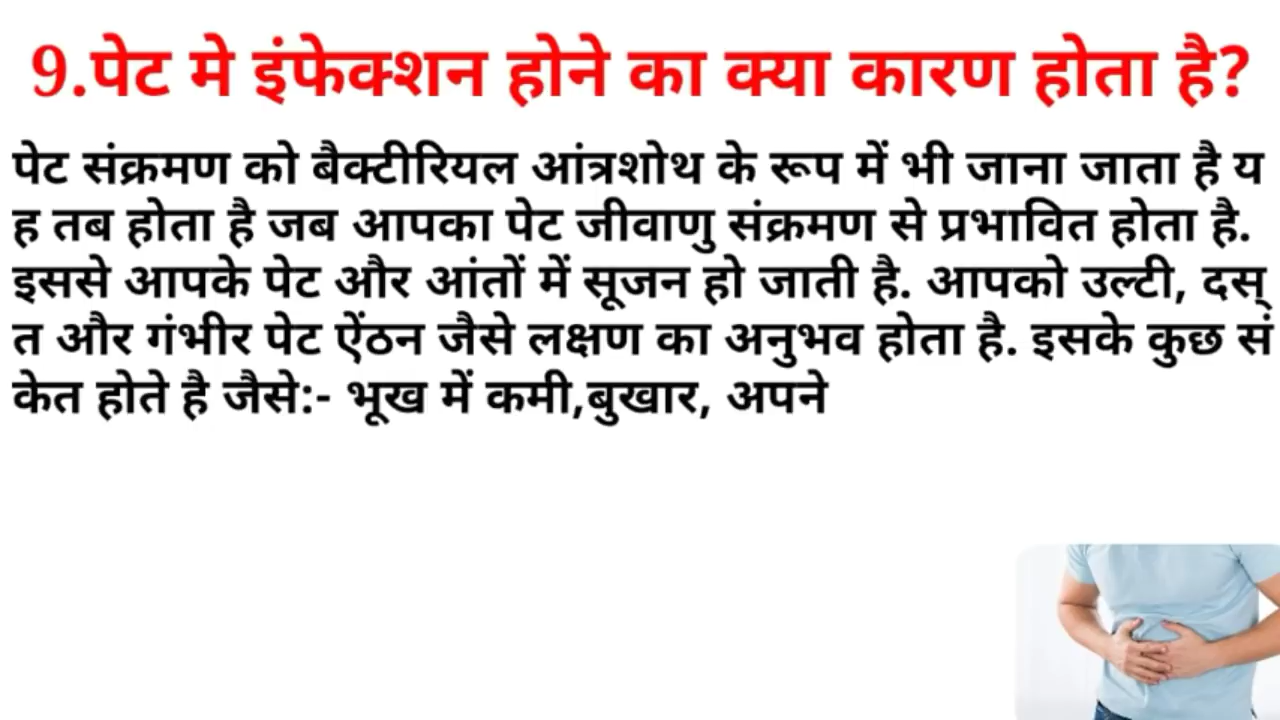 9.पेट मे इंफेक्शन होने का क्या कारण होता है?
पेट संक्रमण को बैक्टीरियल आंत्रशोथ के रूप में भी जाना जाता है य
ह तब होता है जब आपका पेट जीवाणु संक्रमण से प्रभावित होता है.
इससे आपके पेट और आंतों में सूजन हो जाती है. आपको उल्टी, दस्
त और गंभीर पेट ऐंठन जैसे लक्षण का अनुभव होता है. इसके कुछ सं
केत होते है जैसे:- भूख में कमी,बुखार, अपने